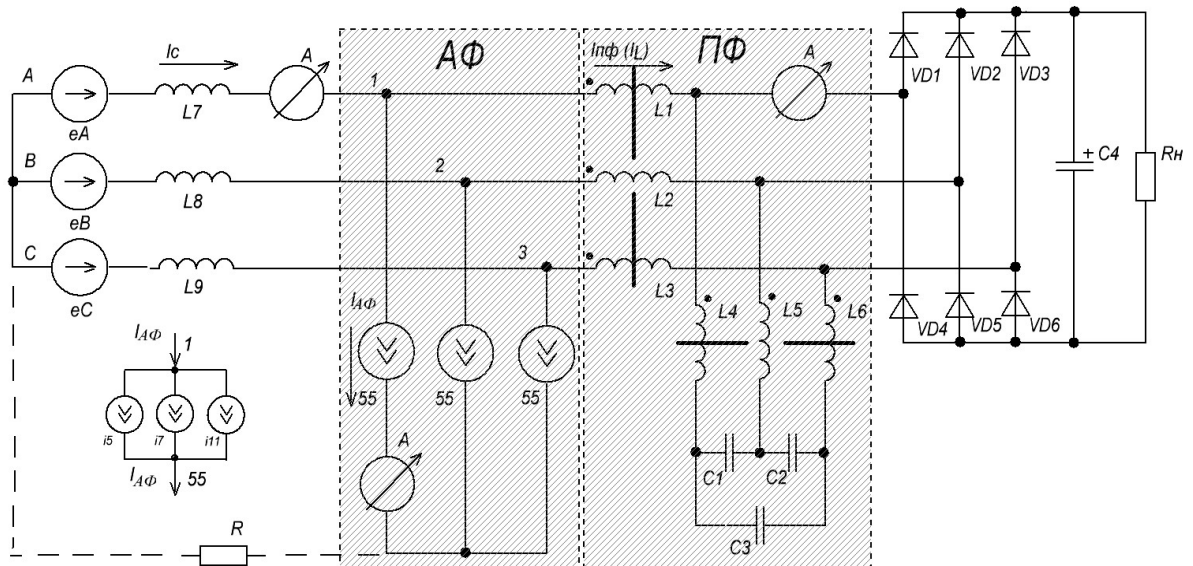 Ic
A
АФ
Iпф (IL)
ПФ
A
VD1
VD2
VD3
A
1
L7
L1
eA
B
2
C4
+
Rн
L8
L2
eB
C
3
L9
L3
eC
IАФ
L4
L5
L6
VD4
VD5
VD6
IАФ
1
55
55
55
i5
i7
i11
A
IАФ
55
C1
C2
R
C3